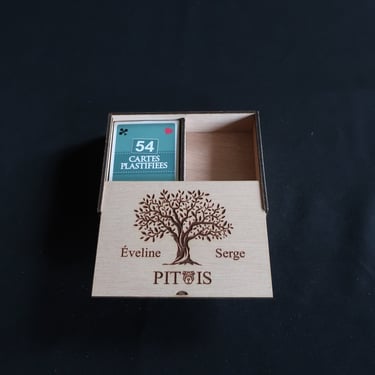 54
CARTES
PLASTIFIÉES
Éveline Serge
PITOIS